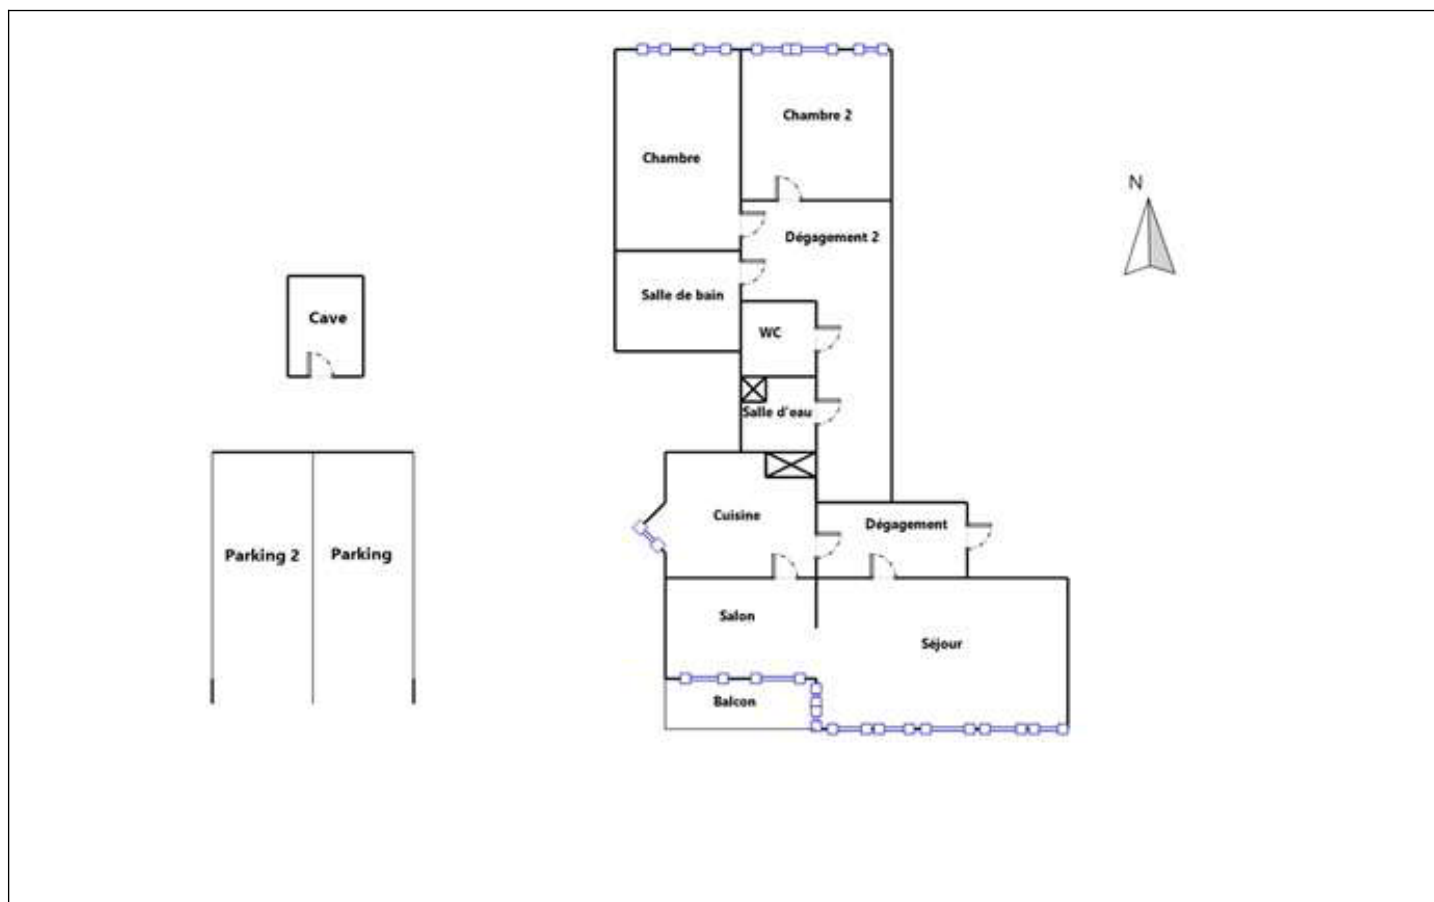 Chambre 2
Chambre
N
Dégagement 2
Salle de bain
Cave
WC
Salle d'eau
Cuisine
Dégagement
Parking 2
Parking
Salon
Séjour
Balcon